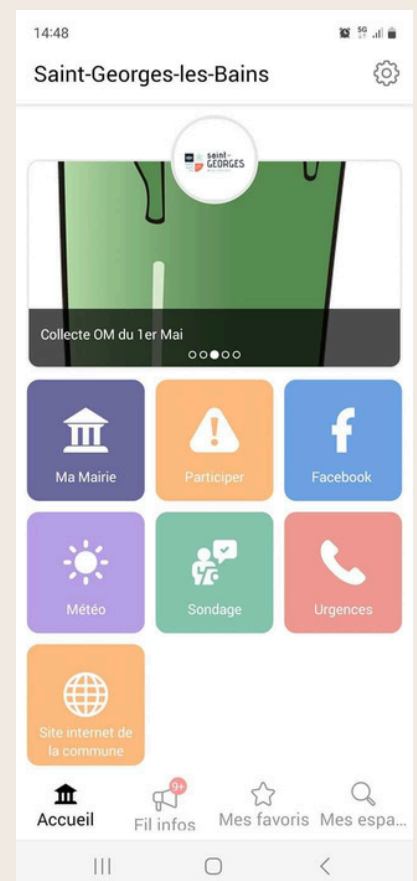 14:48
5G
Saint-Georges-les-Bains
saint-
GEORGES
Collecte OM du 1er Mai
Ma Mairie
Participer
Facebook
Météo
Sondage
Urgences
Site internet de
la commune
9+
Accueil
Fil infos
Mes favoris
Mes espa...